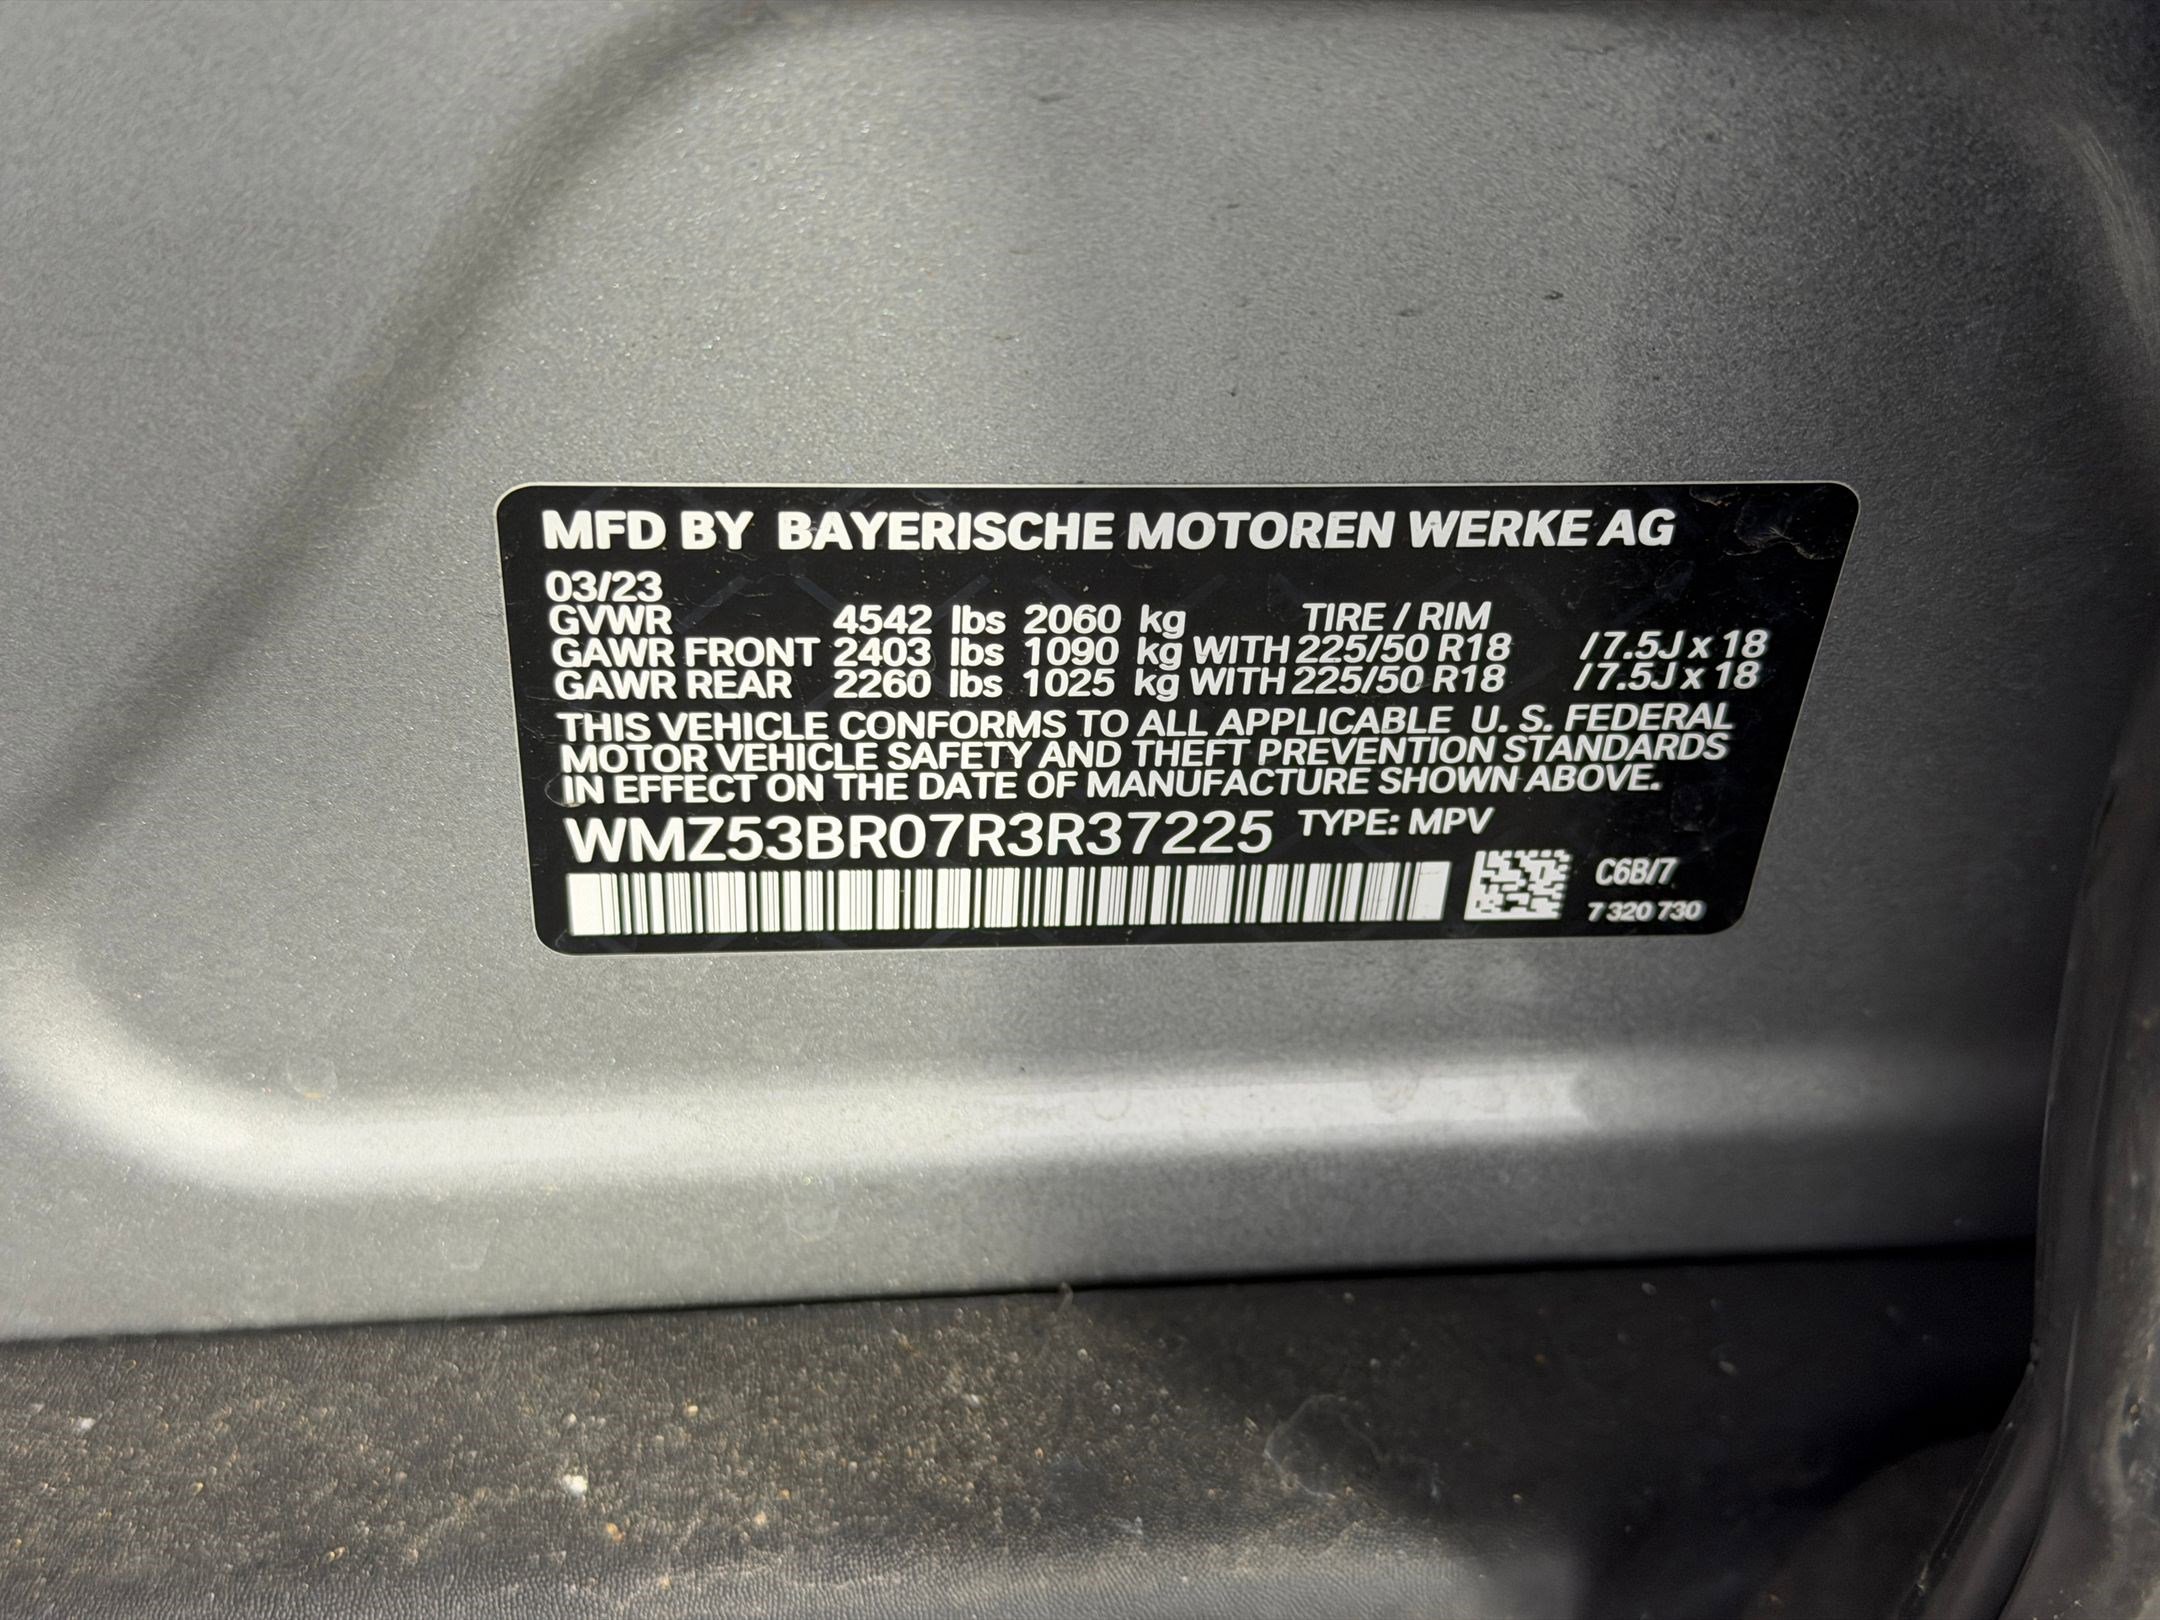 MFD BY BAYERISCHE MOTOREN WERKE AG
03/23
GVWR 4542 lbs 2060 kg TIRE / RIM
GAWR FRONT 2403 lbs 1090 kg WITH 225/50 R18 / 7.5J x 18
GAWR REAR 2260 lbs 1025 kg WITH 225/50 R18 / 7.5J x 18
THIS VEHICLE CONFORMS TO ALL APPLICABLE U. S. FEDERAL
MOTOR VEHICLE SAFETY AND THEFT PREVENTION STANDARDS
IN EFFECT ON THE DATE OF MANUFACTURE SHOWN ABOVE.
WMZ53BR07R3R37225 TYPE: MPV
C6B/7
7 320 730